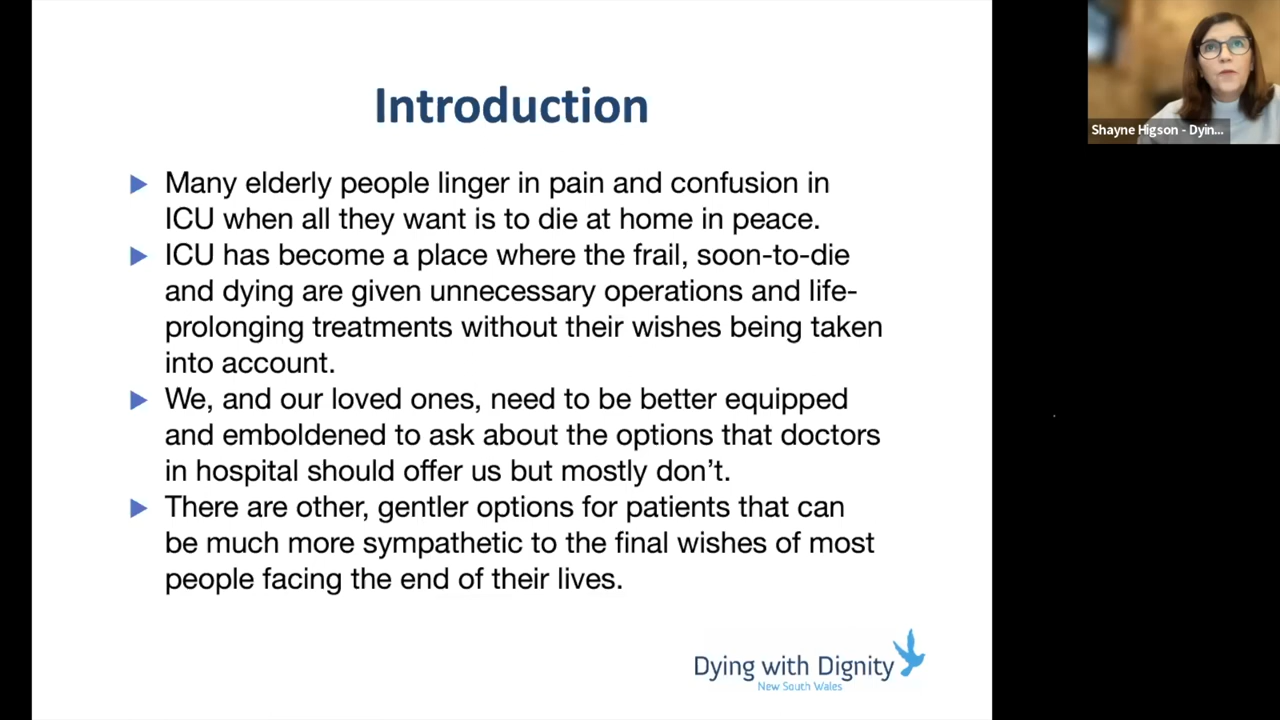 Introduction
Many elderly people linger in pain and confusion in
ICU when all they want is to die at home in peace.
ICU has become a place where the frail, soon-to-die
and dying are given unnecessary operations and life-
prolonging treatments without their wishes being taken
into account.
We, and our loved ones, need to be better equipped
and emboldened to ask about the options that doctors
in hospital should offer us but mostly don’t.
There are other, gentler options for patients that can
be much more sympathetic to the final wishes of most
people facing the end of their lives.
Dying with Dignity
New South Wales
Shayne Higson - Dyin...